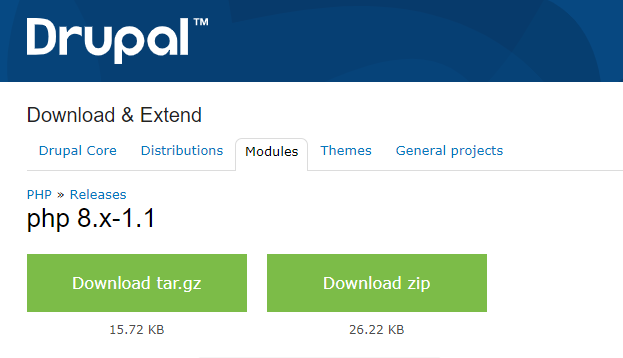 Drupal™
Download & Extend
Drupal Core Distributions Modules Themes General projects
PHP » Releases
php 8.x-1.1
Download tar.gz Download zip
15.72 KB 26.22 KB